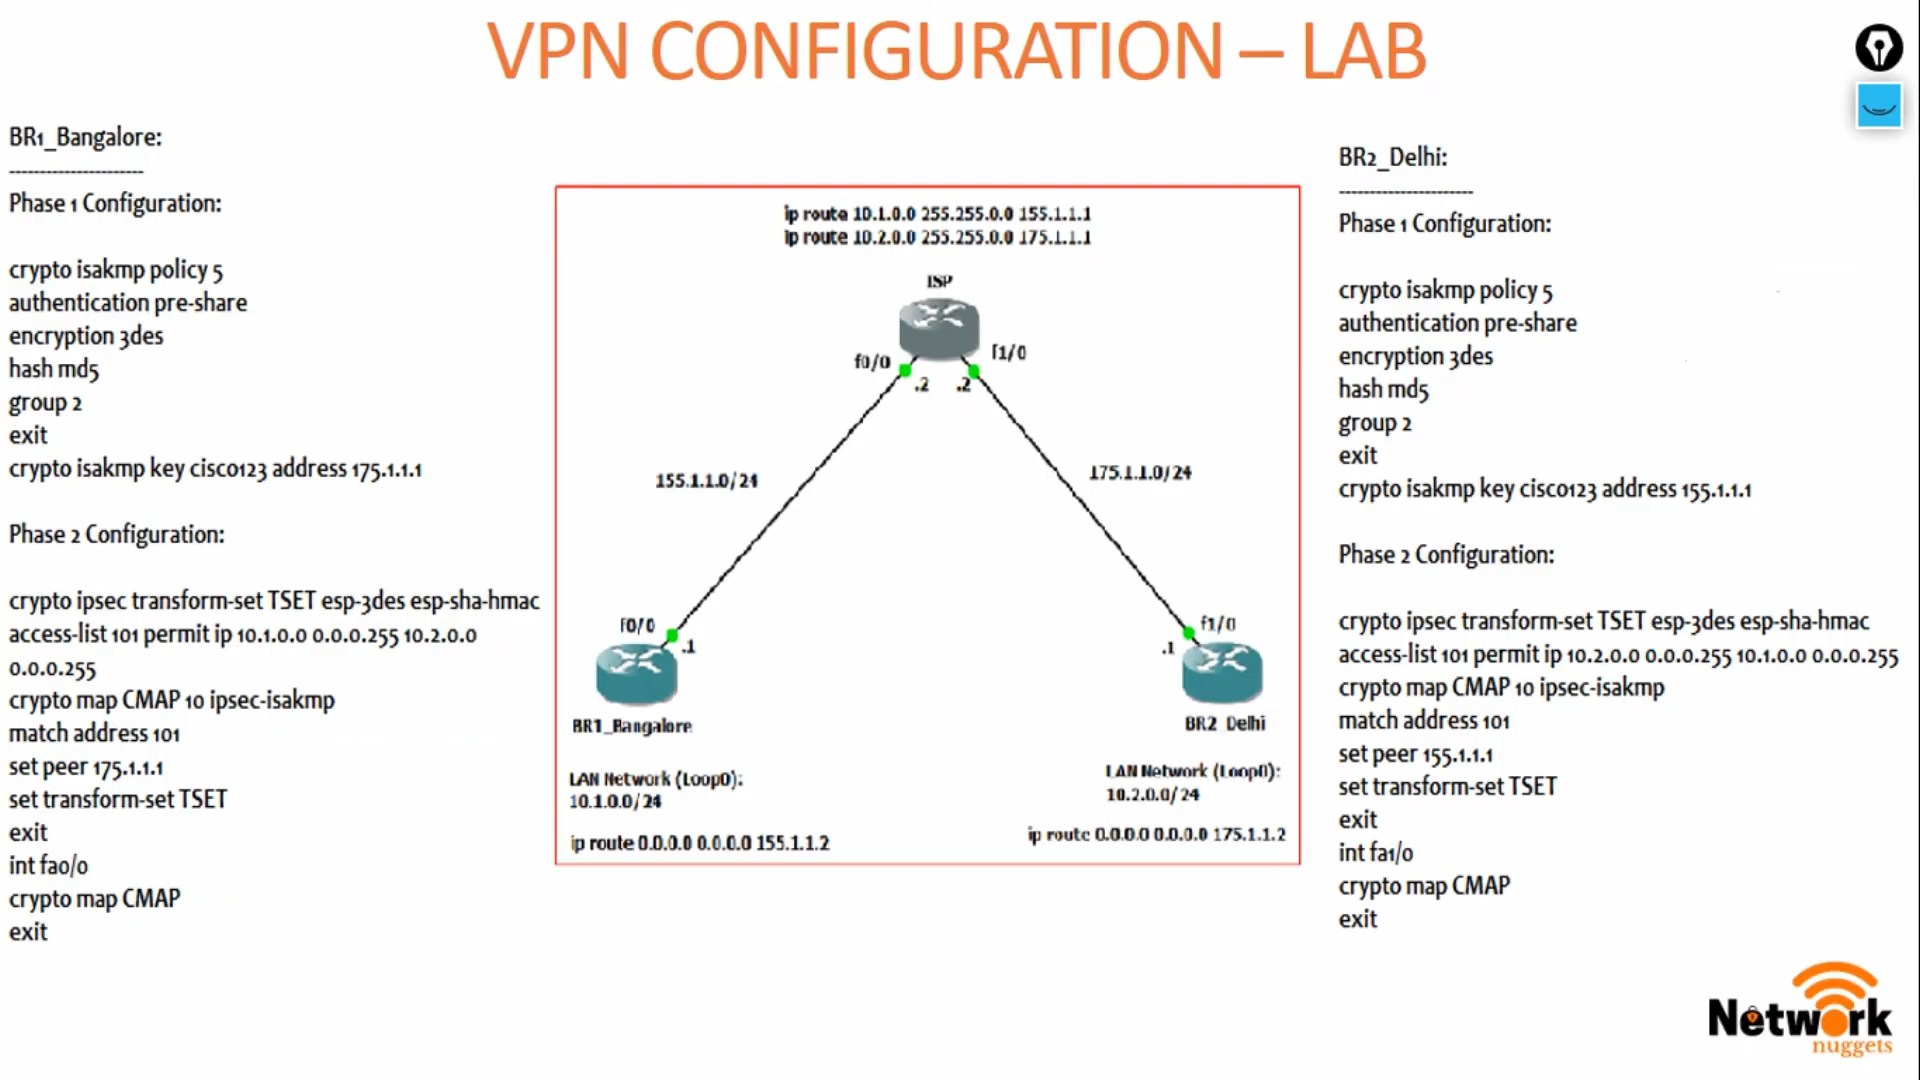 VPN CONFIGURATION – LAB
BR1_Bangalore:
----------------------
Phase 1 Configuration:
crypto isakmp policy 5
authentication pre-share
encryption 3des
hash md5
group 2
exit
crypto isakmp key cisco123 address 175.1.1.1
Phase 2 Configuration:
crypto ipsec transform-set TSET esp-3des esp-sha-hmac
access-list 101 permit ip 10.1.0.0 0.0.0.255 10.2.0.0
0.0.0.255
crypto map CMAP 10 ipsec-isakmp
match address 101
set peer 175.1.1.1
set transform-set TSET
exit
int fa0/0
crypto map CMAP
exit
ip route 10.1.0.0 255.255.0.0 155.1.1.1
ip route 10.2.0.0 255.255.0.0 175.1.1.1
ISP
f0/0
f1/0
.2
.2
155.1.1.0/24
175.1.1.0/24
f0/0
.1
f1/0
.1
BR1_Bangalore
BR2_Delhi
LAN Network (Loop0):
10.1.0.0/24
ip route 0.0.0.0 0.0.0.0 155.1.1.2
LAN Network (Loop0):
10.2.0.0/24
ip route 0.0.0.0 0.0.0.0 175.1.1.2
BR2_Delhi:
----------------------
Phase 1 Configuration:
crypto isakmp policy 5
authentication pre-share
encryption 3des
hash md5
group 2
exit
crypto isakmp key cisco123 address 155.1.1.1
Phase 2 Configuration:
crypto ipsec transform-set TSET esp-3des esp-sha-hmac
access-list 101 permit ip 10.2.0.0 0.0.0.255 10.1.0.0 0.0.0.255
crypto map CMAP 10 ipsec-isakmp
match address 101
set peer 155.1.1.1
set transform-set TSET
exit
int fa1/0
crypto map CMAP
exit
Network
nuggets